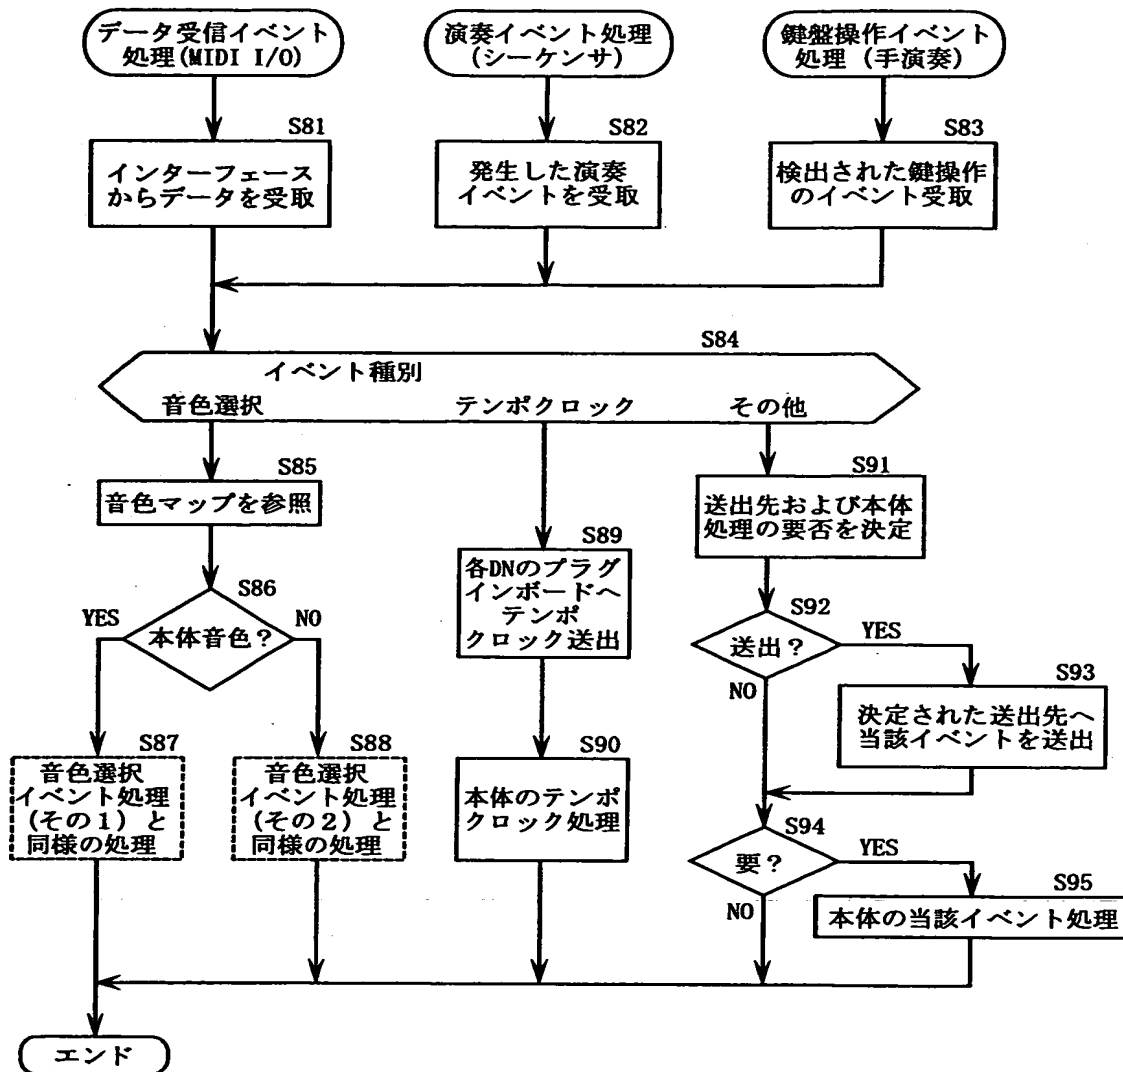 データ受信イベント
処理(MIDI I/O)
演奏イベント処理
(シーケンサ)
鍵盤操作イベント
処理 (手演奏)
S81
S82
S83
インターフェース
からデータを受取
発生した演奏
イベントを受取
検出された鍵操作
のイベント受取
S84
イベント種別
音色選択
テンポクロック
その他
S85
音色マップを参照
S86
本体音色?
YES
NO
S87
音色選択
イベント処理
(その1) と
同様の処理
S88
音色選択
イベント処理
(その2) と
同様の処理
S89
各DNのプラグ
インボードへ
テンポ
クロック送出
S90
本体のテンポ
クロック処理
S91
送出先および本体
処理の要否を決定
S92
送出?
YES
NO
S93
決定された送出先へ
当該イベントを送出
S94
要?
YES
NO
S95
本体の当該イベント処理
エンド